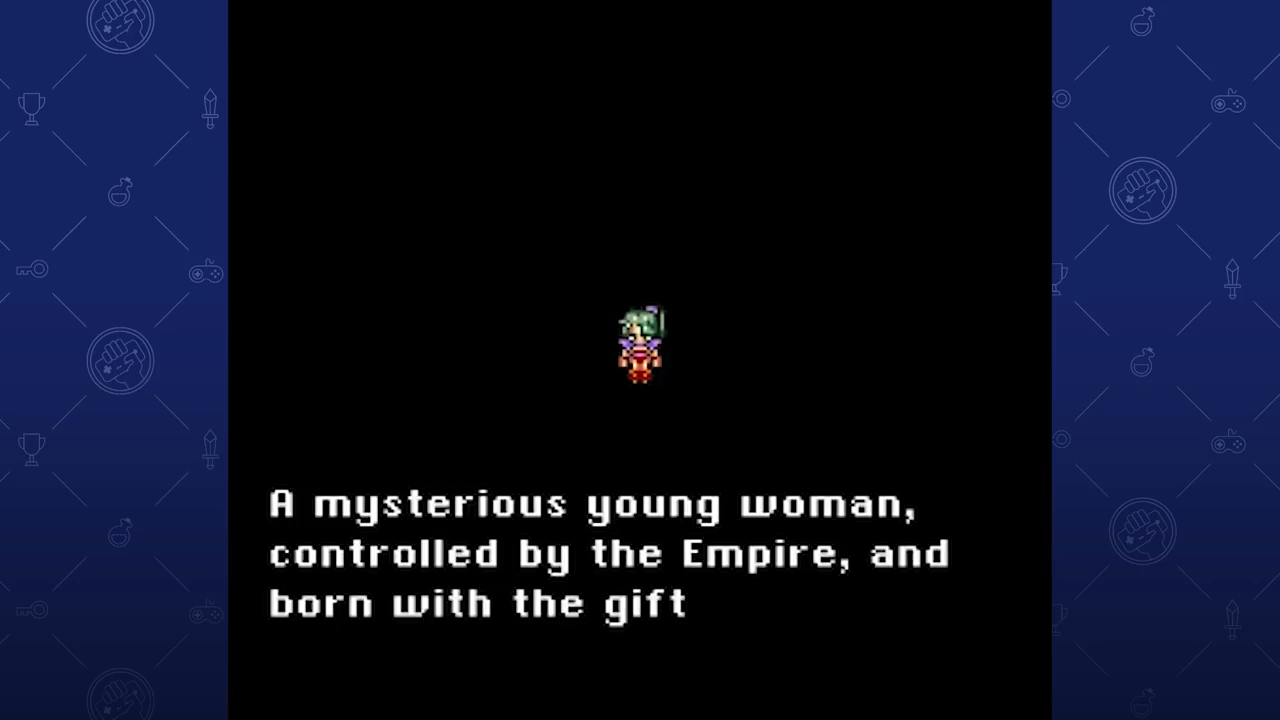 A mysterious young woman,
controlled by the Empire, and
born with the gift